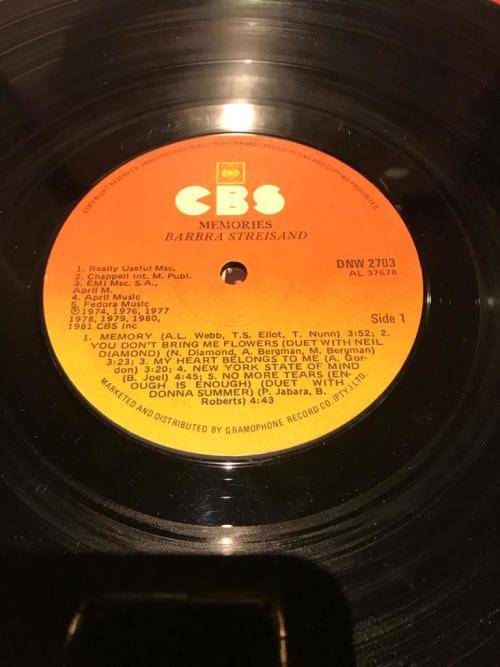 COPYRIGHT RESERVED UNAUTHORISED PUBLIC PERFORMANCE BROADCASTING AND COPYING PROHIBITED
CBS
MEMORIES
BARBRA STREISAND
DNW 2703
AL 37678
1. Really Useful Msc.
2. Chappell Int. M. Publ.
3. EMI Msc. S.A.,
April M.
4. April Music
5. Fedora Music
℗1974, 1976, 1977
1978, 1979, 1980,
1981 CBS Inc
Side 1
1. MEMORY (A.L. Webb, T.S. Eliot, T. Nunn) 3:52; 2.
YOU DON'T BRING ME FLOWERS (DUET WITH NEIL
DIAMOND) (N. Diamond, A. Bergman, M. Bergman)
3:23; 3. MY HEART BELONGS TO ME (A. Gor-
don) 3:20; 4. NEW YORK STATE OF MIND
(B. Joel) 4:45; 5. NO MORE TEARS (EN-
OUGH IS ENOUGH) (DUET WITH
DONNA SUMMER) (P. Jabara, B.
Roberts) 4:43
MARKETED AND DISTRIBUTED BY GRAMOPHONE RECORD CO. (PTY) LTD.